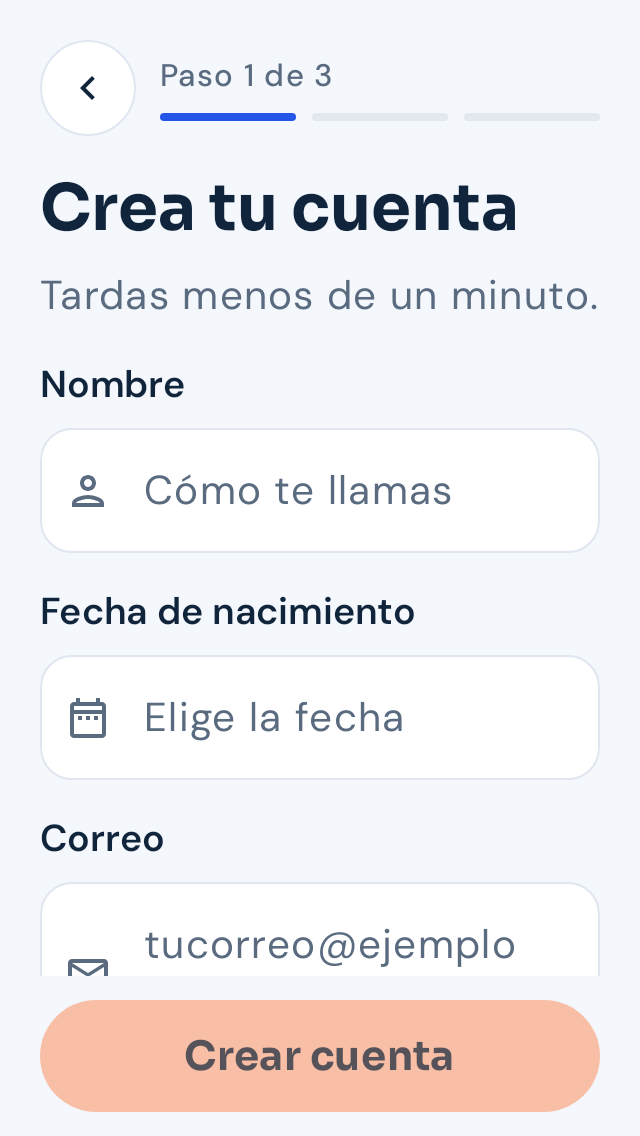 Paso 1 de 3
Crea tu cuenta
Tardas menos de un minuto.
Nombre
Cómo te llamas
Fecha de nacimiento
Elige la fecha
Correo
tucorreo@ejemplo
Crear cuenta